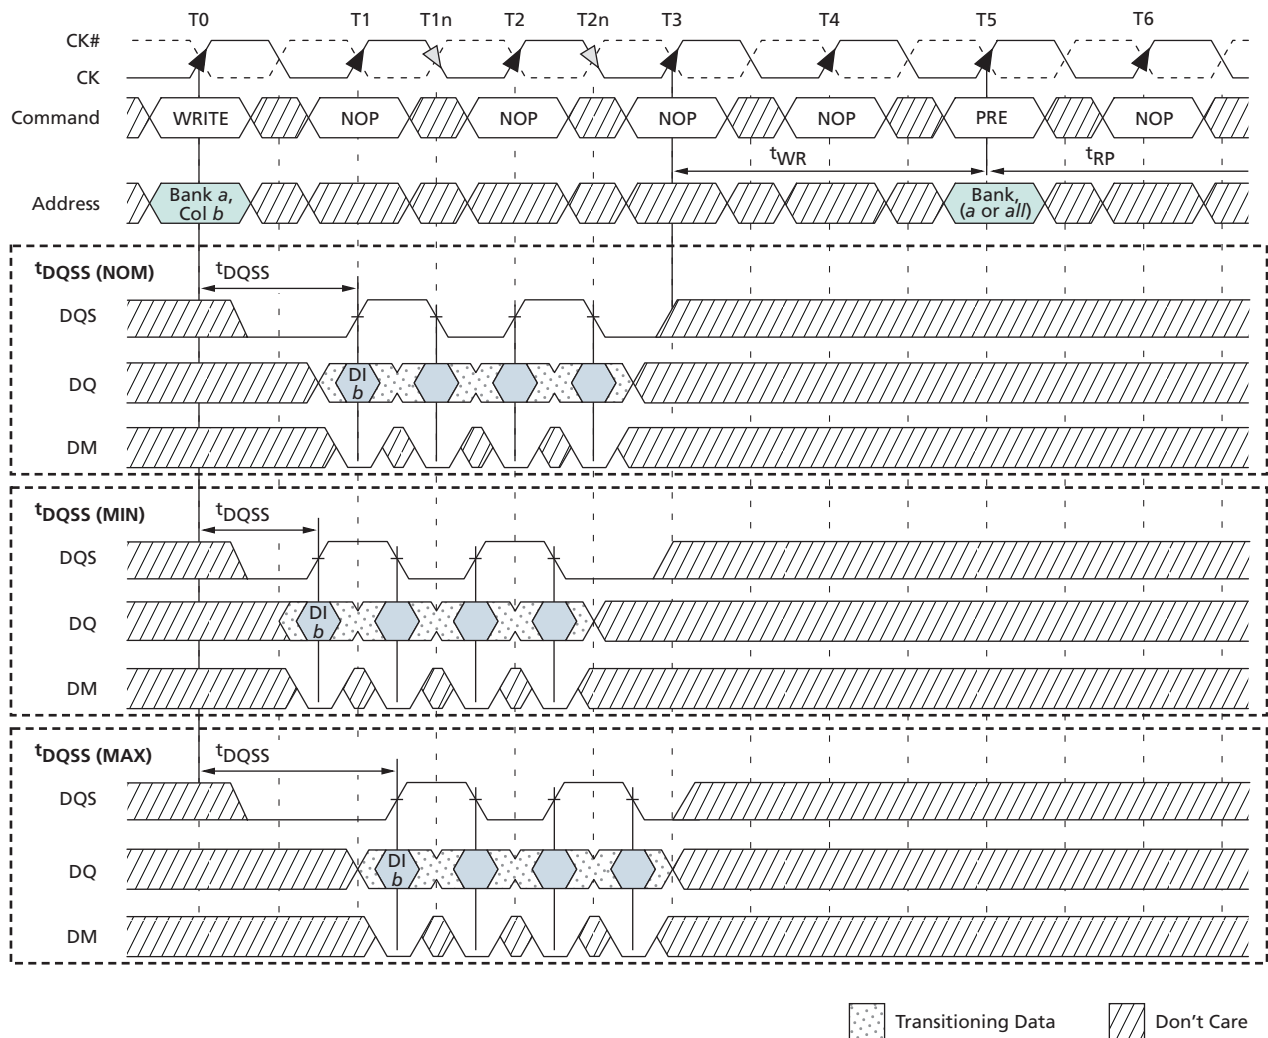 T0 T1 T1n T2 T2n T3 T4 T5 T6
CK#
CK
Command WRITE NOP NOP NOP NOP PRE NOP
tWR tRP
Address Bank a, Col b Bank, (a or all)
tDQSS (NOM) tDQSS
DQS
DQ DI b
DM
tDQSS (MIN) tDQSS
DQS
DQ DI b
DM
tDQSS (MAX) tDQSS
DQS
DQ DI b
DM
Transitioning Data Don't Care